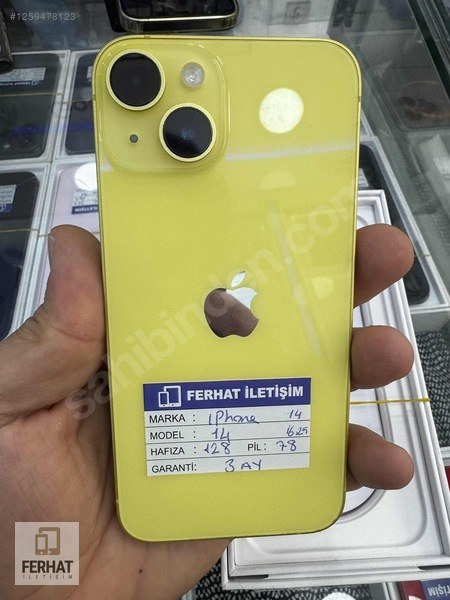 #1259478123
sahibinden.com
FERHAT İLETİŞİM
MARKA : iPhone 14
MODEL : 14
HAFIZA : 128 PİL : 78
GARANTİ: 3 AY
FERHAT
İLETİŞİM